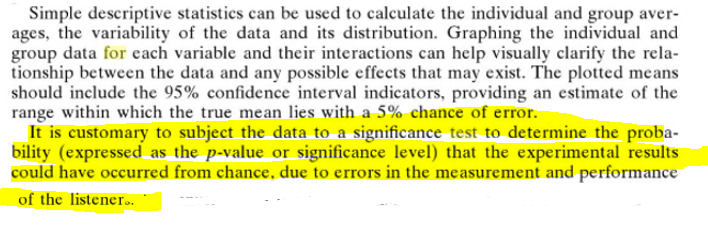 Simple descriptive statistics can be used to calculate the individual and group aver-
ages, the variability of the data and its distribution. Graphing the individual and
group data for each variable and their interactions can help visually clarify the rela-
tionship between the data and any possible effects that may exist. The plotted means
should include the 95% confidence interval indicators, providing an estimate of the
range within which the true mean lies with a 5% chance of error.
It is customary to subject the data to a significance test to determine the proba-
bility (expressed as the p-value or significance level) that the experimental results
could have occurred from chance, due to errors in the measurement and performance
of the listeners.